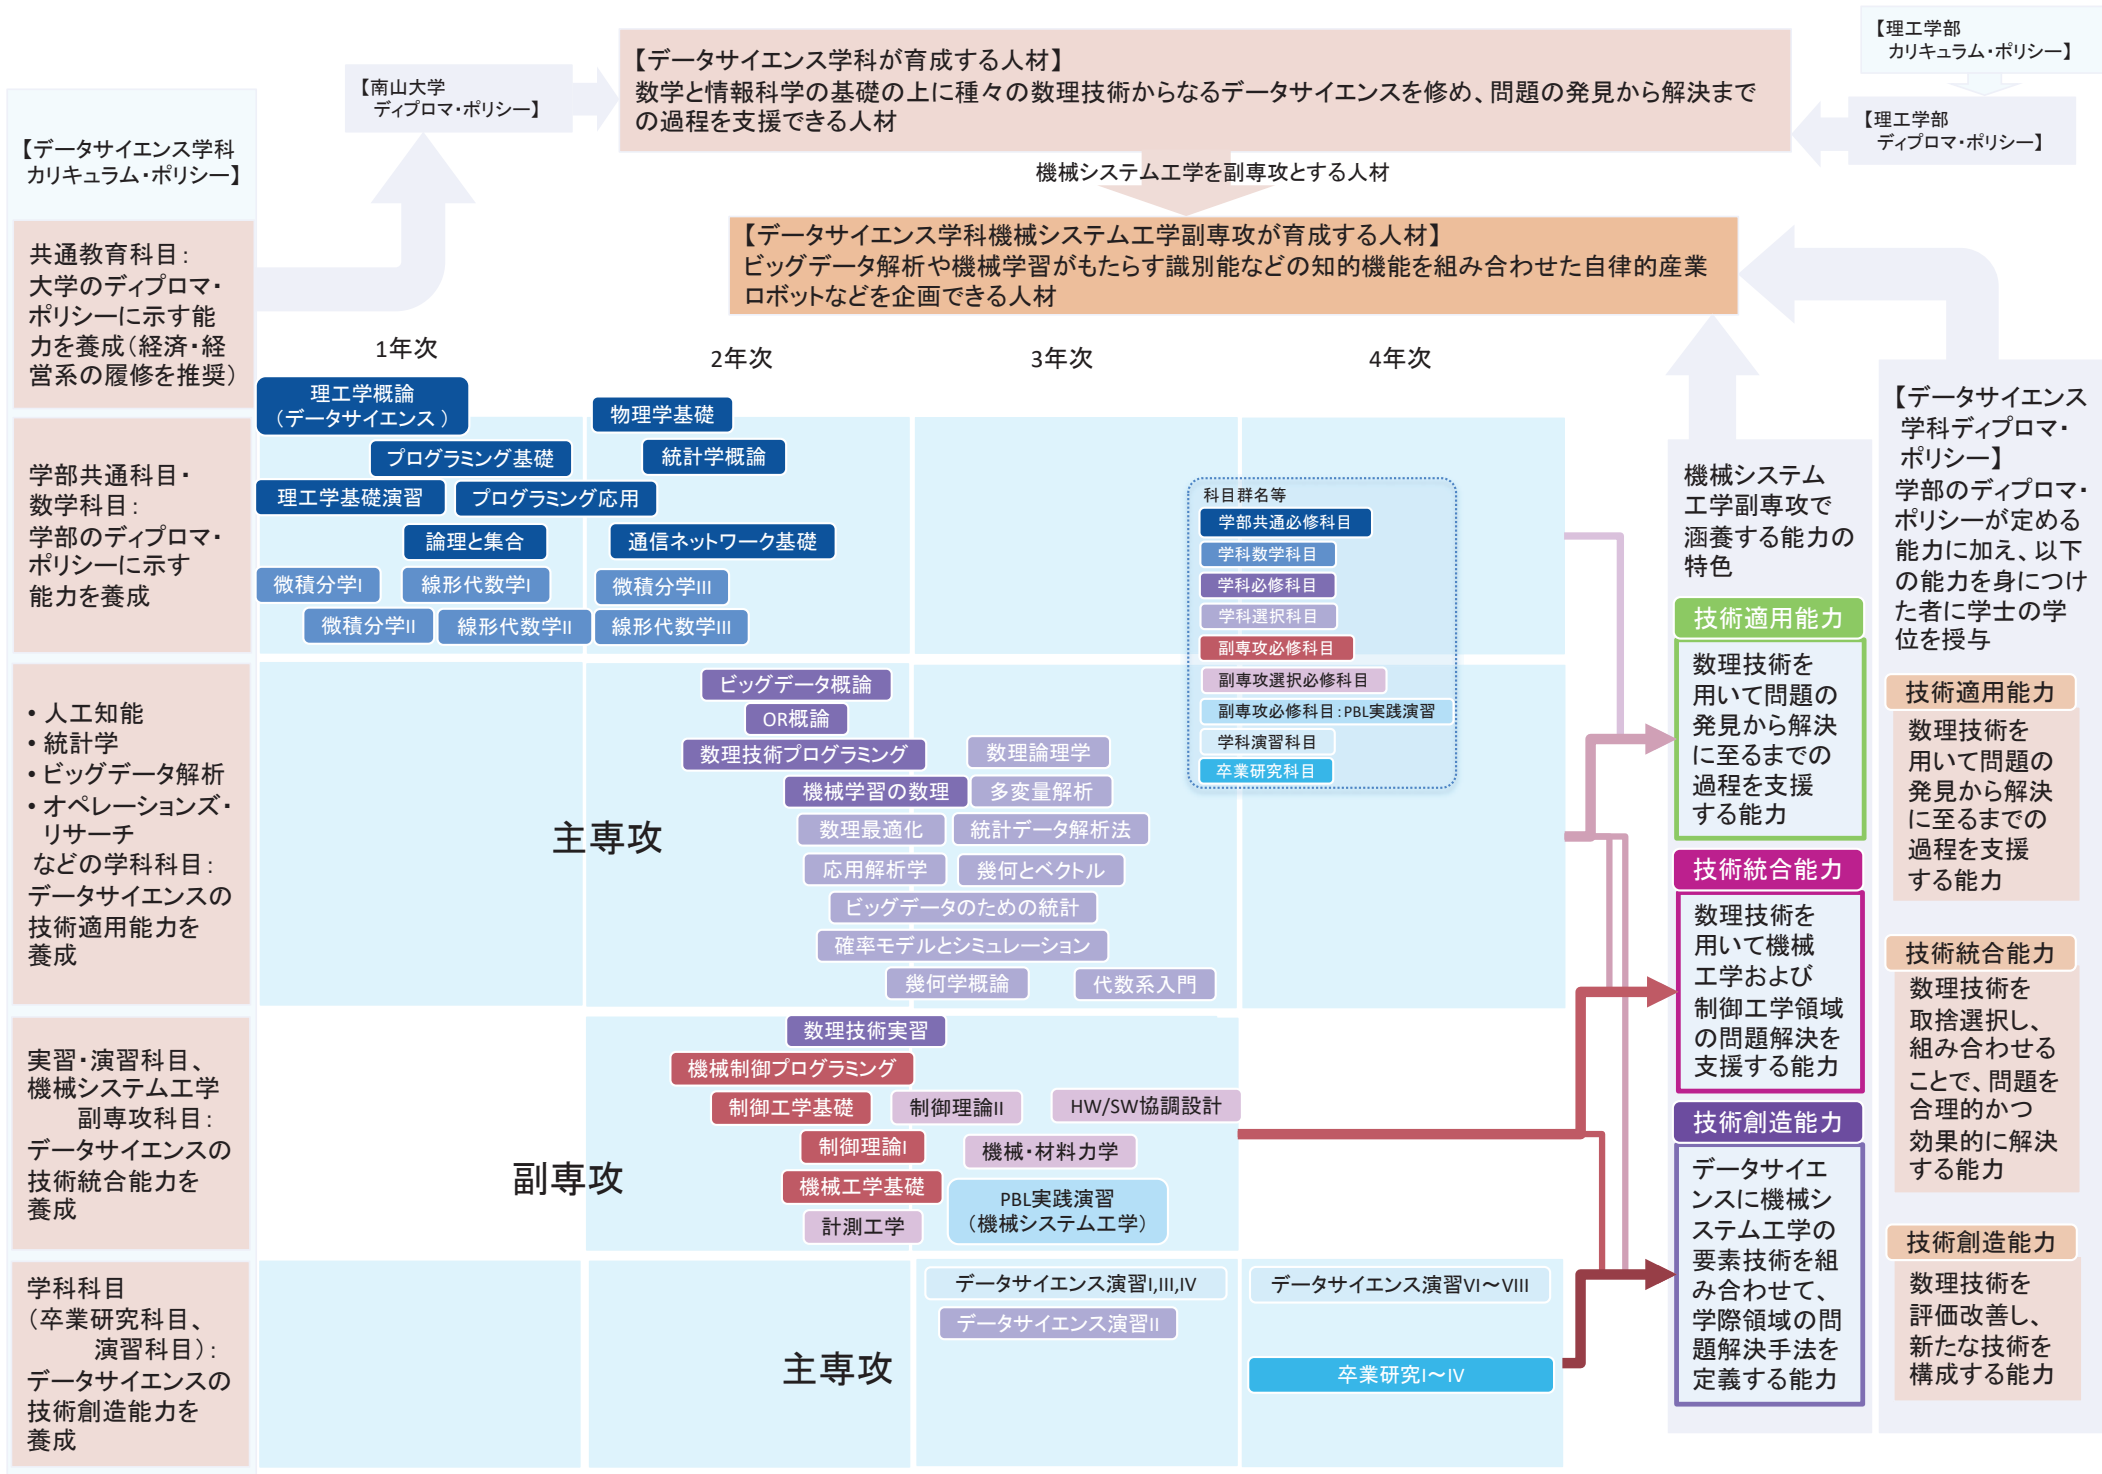 【理工学部
カリキュラム・ポリシー】
【データサイエンス学科が育成する人材】
数学と情報科学の基礎の上に種々の数理技術からなるデータサイエンスを修め、問題の発見から解決まで
の過程を支援できる人材
【南山大学
ディプロマ・ポリシー】
【理工学部
ディプロマ・ポリシー】
【データサイエンス学科
カリキュラム・ポリシー】
機械システム工学を副専攻とする人材
【データサイエンス学科機械システム工学副専攻が育成する人材】
ビッグデータ解析や機械学習がもたらす識別能などの知的機能を組み合わせた自律的産業
ロボットなどを企画できる人材
共通教育科目：
大学のディプロマ・
ポリシーに示す能
力を養成（経済・経
営系の履修を推奨）
1年次
2年次
3年次
4年次
学部共通科目・
数学科目：
学部のディプロマ・
ポリシーに示す
能力を養成
理工学概論
（データサイエンス）
物理学基礎
プログラミング基礎
統計学概論
理工学基礎演習
プログラミング応用
論理と集合
通信ネットワーク基礎
微積分学I
線形代数学I
微積分学III
微積分学II
線形代数学II
線形代数学III
科目群名等
学部共通必修科目
学科数学科目
学科必修科目
学科選択科目
副専攻必修科目
副専攻選択必修科目
副専攻必修科目：PBL実践演習
学科演習科目
卒業研究科目
・人工知能
・統計学
・ビッグデータ解析
・オペレーションズ・
リサーチ
などの学科科目：
データサイエンスの
技術適用能力を
養成
主専攻
ビッグデータ概論
OR概論
数理技術プログラミング
数理論理学
機械学習の数理
多変量解析
数理最適化
統計データ解析法
応用解析学
幾何とベクトル
ビッグデータのための統計
確率モデルとシミュレーション
幾何学概論
代数系入門
実習・演習科目、
機械システム工学
副専攻科目：
データサイエンスの
技術統合能力を
養成
副専攻
数理技術実習
機械制御プログラミング
制御工学基礎
制御理論II
HW/SW協調設計
制御理論I
機械・材料力学
機械工学基礎
PBL実践演習
（機械システム工学）
計測工学
学科科目
（卒業研究科目、
演習科目）：
データサイエンスの
技術創造能力を
養成
主専攻
データサイエンス演習I,III,IV
データサイエンス演習VI～VIII
データサイエンス演習II
卒業研究I～IV
機械システム
工学副専攻で
涵養する能力の
特色
技術適用能力
数理技術を
用いて問題の
発見から解決
に至るまでの
過程を支援
する能力
技術統合能力
数理技術を
用いて機械
工学および
制御工学領域
の問題解決を
支援する能力
技術創造能力
データサイエ
ンスに機械シ
ステム工学の
要素技術を組
み合わせて、
学際領域の問
題解決手法を
定義する能力
【データサイエンス
学科ディプロマ・
ポリシー】
学部のディプロマ・
ポリシーが定める
能力に加え、以下
の能力を身につけ
た者に学士の学
位を授与
技術適用能力
数理技術を
用いて問題の
発見から解決
に至るまでの
過程を支援
する能力
技術統合能力
数理技術を
取捨選択し、
組み合わせる
ことで、問題を
合理的かつ
効果的に解決
する能力
技術創造能力
数理技術を
評価改善し、
新たな技術を
構成する能力